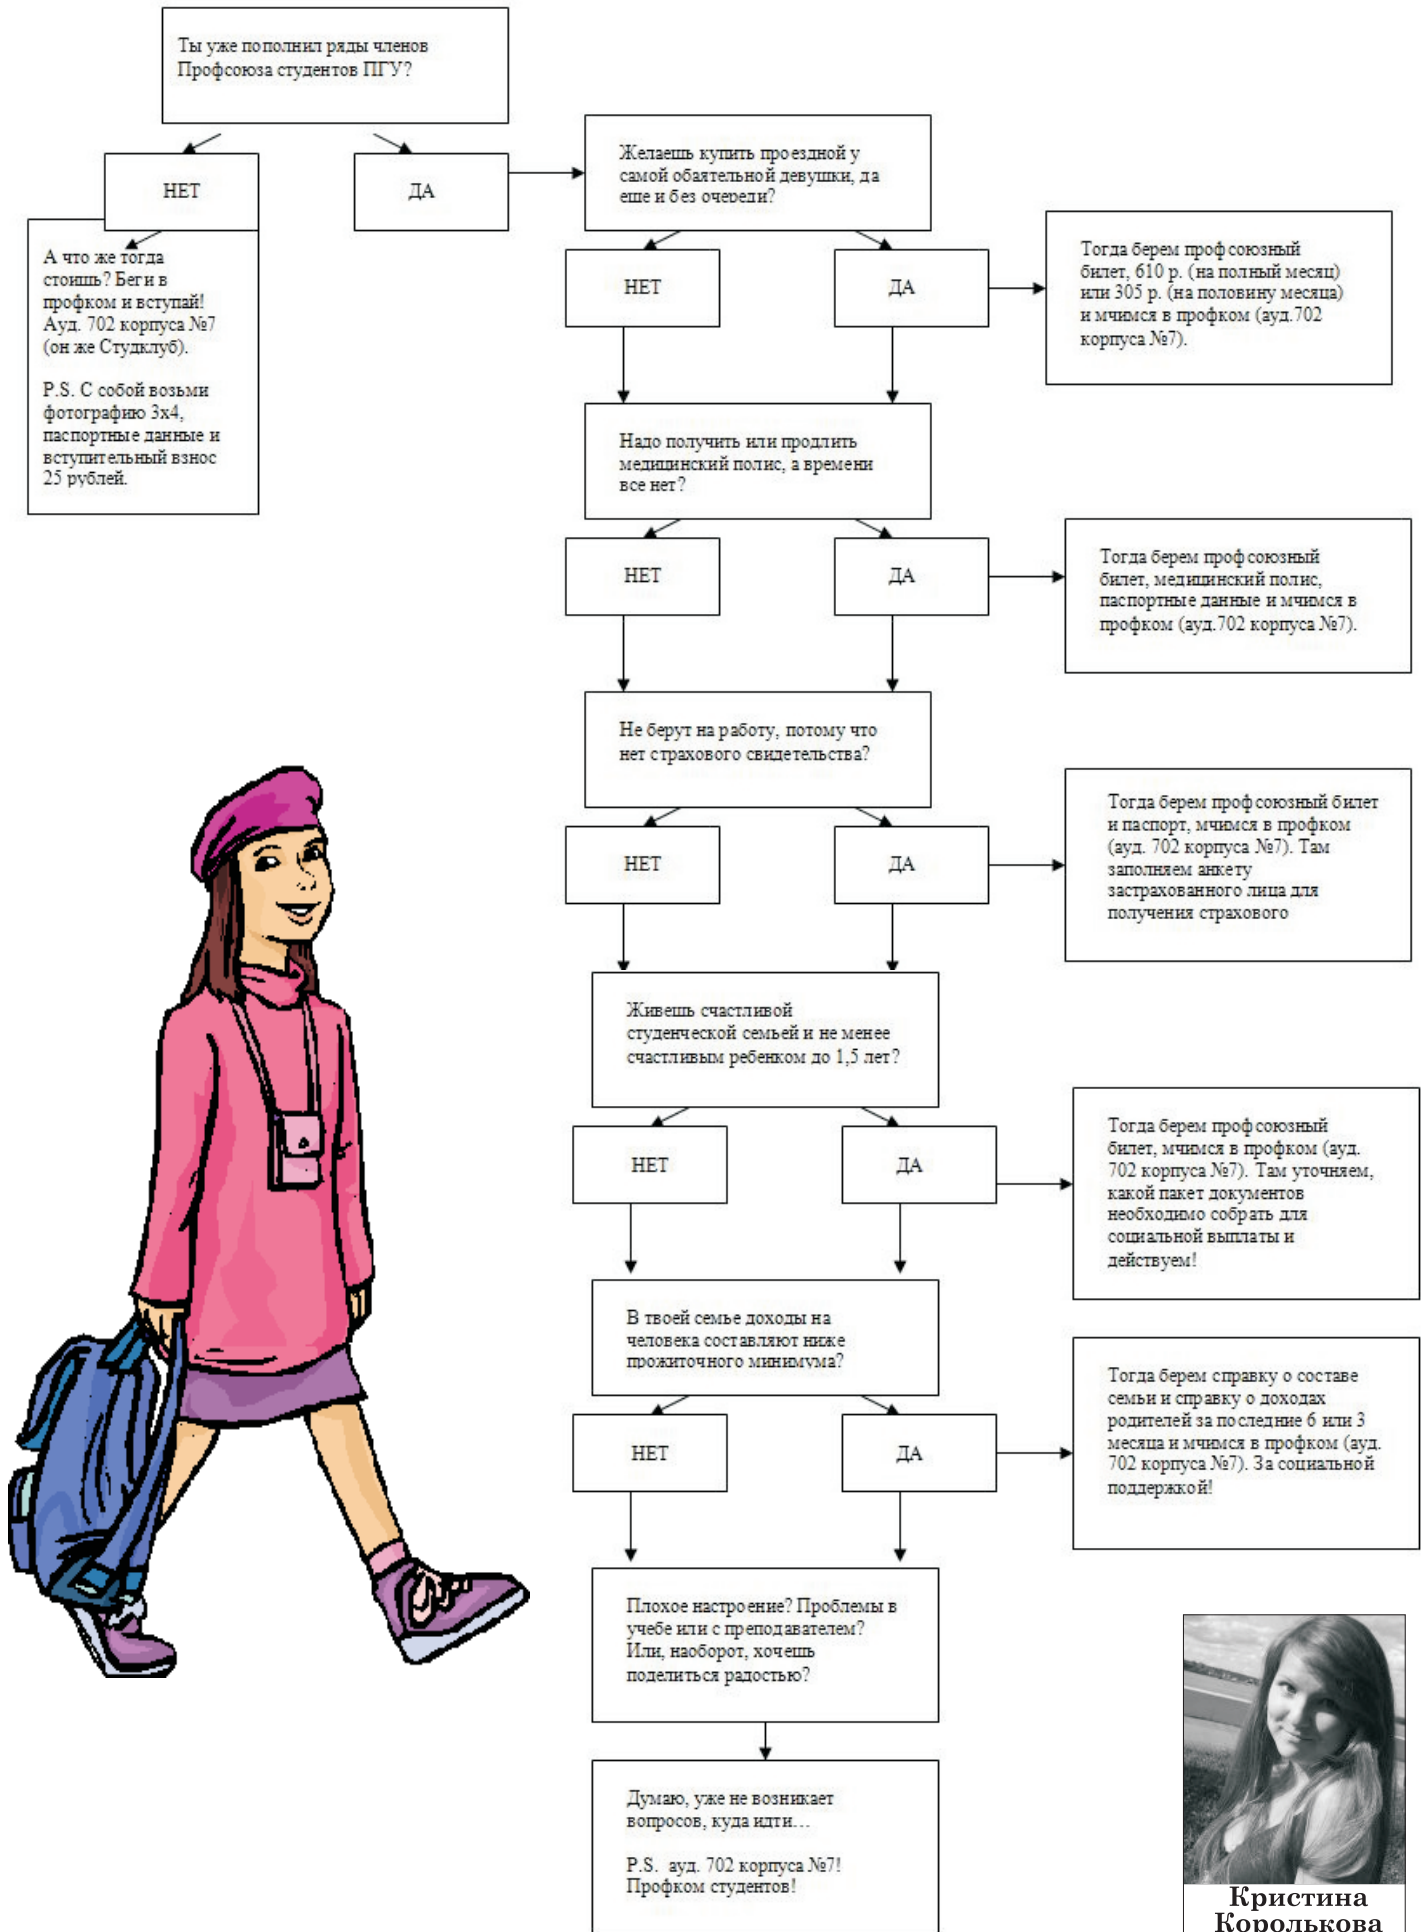 Ты уже пополнил ряды членов
Профсоюза студентов ПГУ?
НЕТ
ДА
А что же тогда
стоишь? Беги в
профком и вступай!
Ауд. 702 корпуса №7
(он же Студклуб).
P.S. С собой возьми
фотографию 3х4,
паспортные данные и
вступительный взнос
25 рублей.
Желаешь купить проездной у
самой обаятельной девушки, да
еще и без очереди?
НЕТ
ДА
Тогда берем профсоюзный
билет, 610 р. (на полный месяц)
или 305 р. (на половину месяца)
и мчимся в профком (ауд.702
корпуса №7).
Надо получить или продлить
медицинский полис, а времени
все нет?
НЕТ
ДА
Тогда берем профсоюзный
билет, медицинский полис,
паспортные данные и мчимся в
профком (ауд.702 корпуса №7).
Не берут на работу, потому что
нет страхового свидетельства?
НЕТ
ДА
Тогда берем профсоюзный билет
и паспорт, мчимся в профком
(ауд. 702 корпуса №7). Там
заполняем анкету
застрахованного лица для
получения страхового
Живешь счастливой
студенческой семьей и не менее
счастливым ребенком до 1,5 лет?
НЕТ
ДА
Тогда берем профсоюзный
билет, мчимся в профком (ауд.
702 корпуса №7). Там уточняем,
какой пакет документов
необходимо собрать для
социальной выплаты и
действуем!
В твоей семье доходы на
человека составляют ниже
прожиточного минимума?
НЕТ
ДА
Тогда берем справку о составе
семьи и справку о доходах
родителей за последние 6 или 3
месяца и мчимся в профком (ауд.
702 корпуса №7). За социальной
поддержкой!
Плохое настроение? Проблемы в
учебе или с преподавателем?
Или, наоборот, хочешь
поделиться радостью?
Думаю, уже не возникает
вопросов, куда идти…
P.S. ауд. 702 корпуса №7!
Профком студентов!
Кристина
Королькова